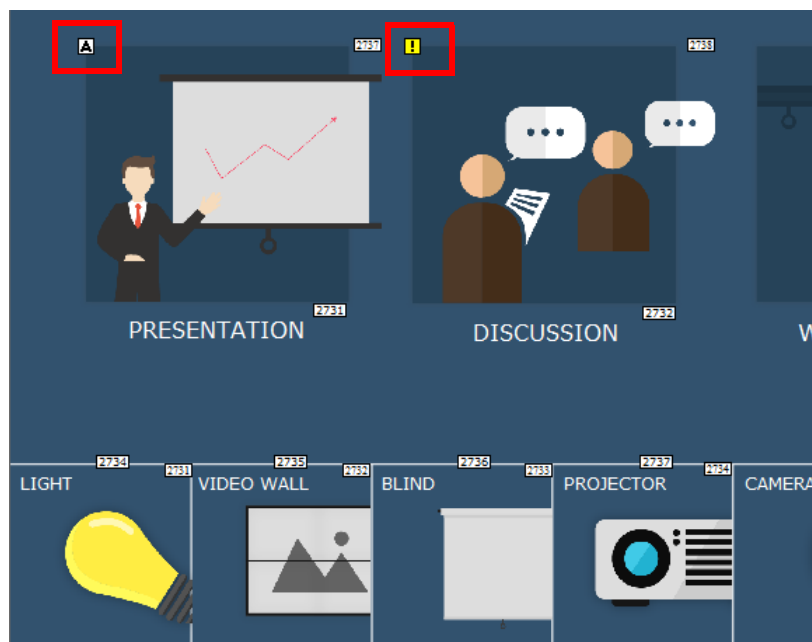 A
2737
!
2738
2731
2732
PRESENTATION
DISCUSSION
W
2734
2735
2736
2737
2731
2732
2733
2734
LIGHT
VIDEO WALL
BLIND
PROJECTOR
CAMERA